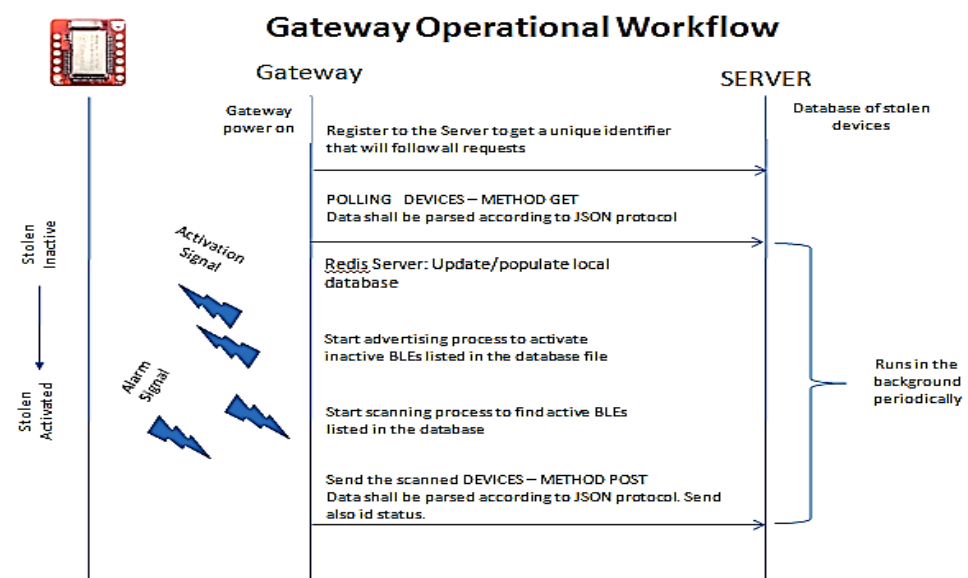 Gateway Operational Workflow
Gateway
SERVER
Gateway
power on
Database of stolen
devices
Register to the Server to get a unique identifier
that will follow all requests
POLLING DEVICES – METHOD GET
Data shall be parsed according to JSON protocol
Stolen
Inactive
Activation
Signal
Redis Server: Update/populate local
database
Start advertising process to activate
inactive BLEs listed in the database file
Runs in the
background
periodically
Alarm
Signal
Stolen
Activated
Start scanning process to find active BLEs
listed in the database
Send the scanned DEVICES – METHOD POST
Data shall be parsed according to JSON protocol. Send
also id status.